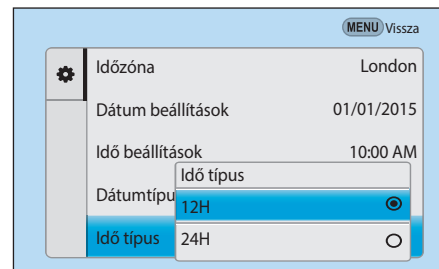 MENU Vissza
Időzóna London
Dátum beállítások 01/01/2015
Idő beállítások 10:00 AM
Idő típus
Dátumtípu
12H
Idő típus 24H